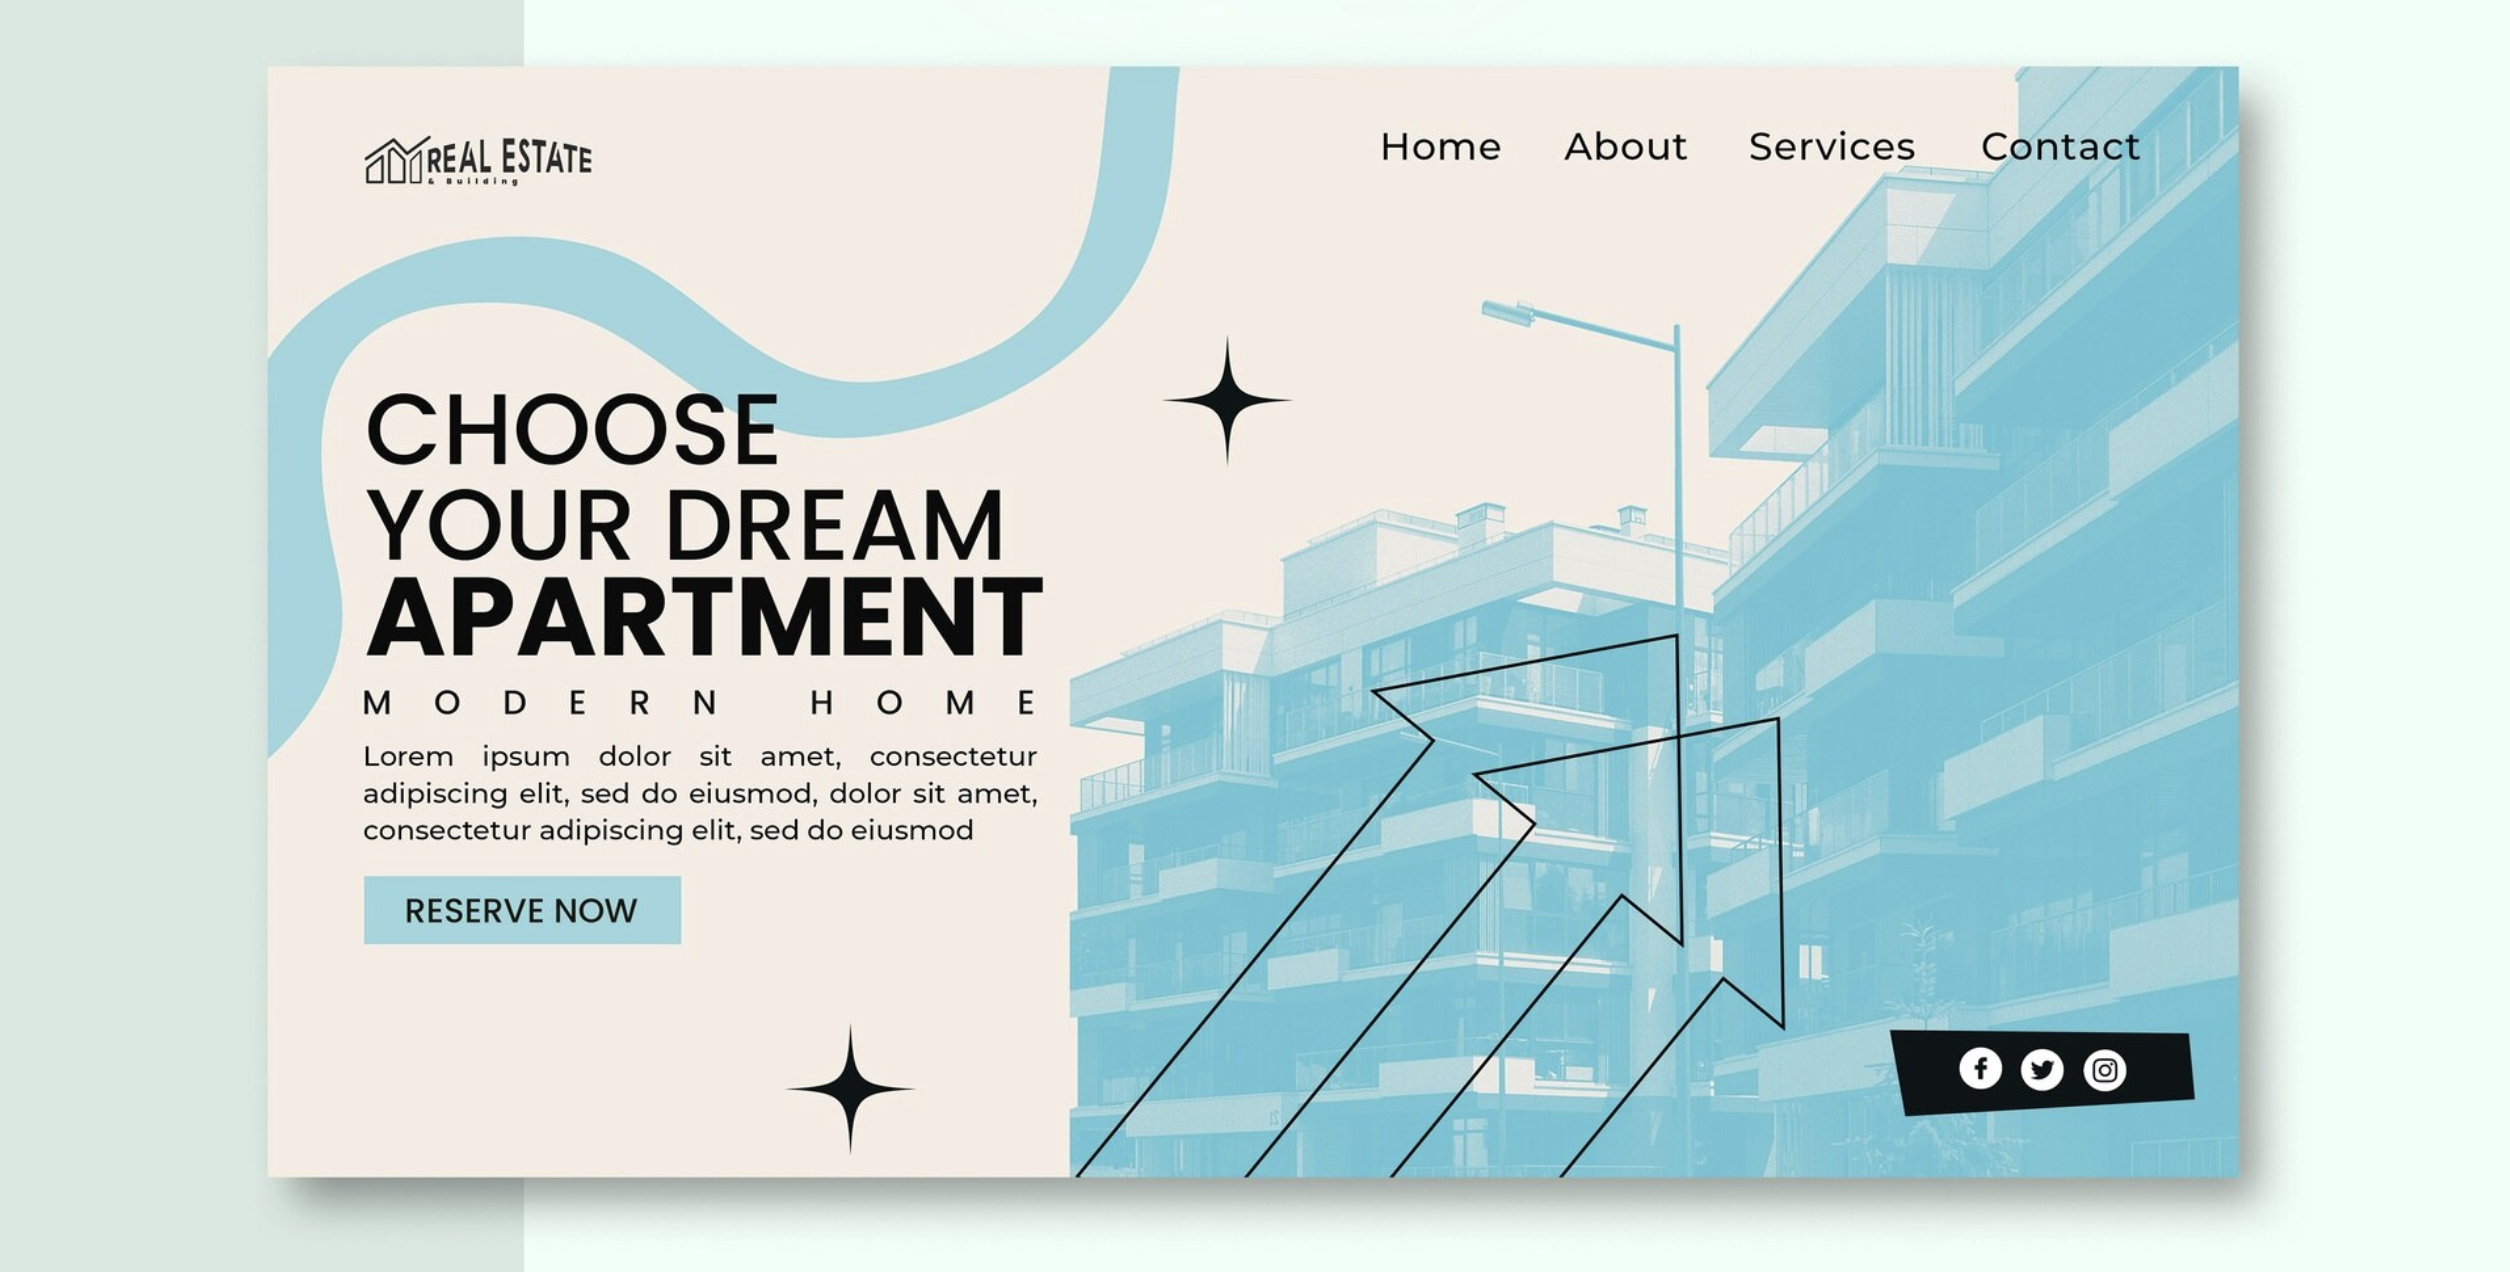 REAL ESTATE
& Building
Home About Services Contact
CHOOSE
YOUR DREAM
APARTMENT
MODERN HOME
Lorem ipsum dolor sit amet, consectetur
adipiscing elit, sed do eiusmod, dolor sit amet,
consectetur adipiscing elit, sed do eiusmod
RESERVE NOW